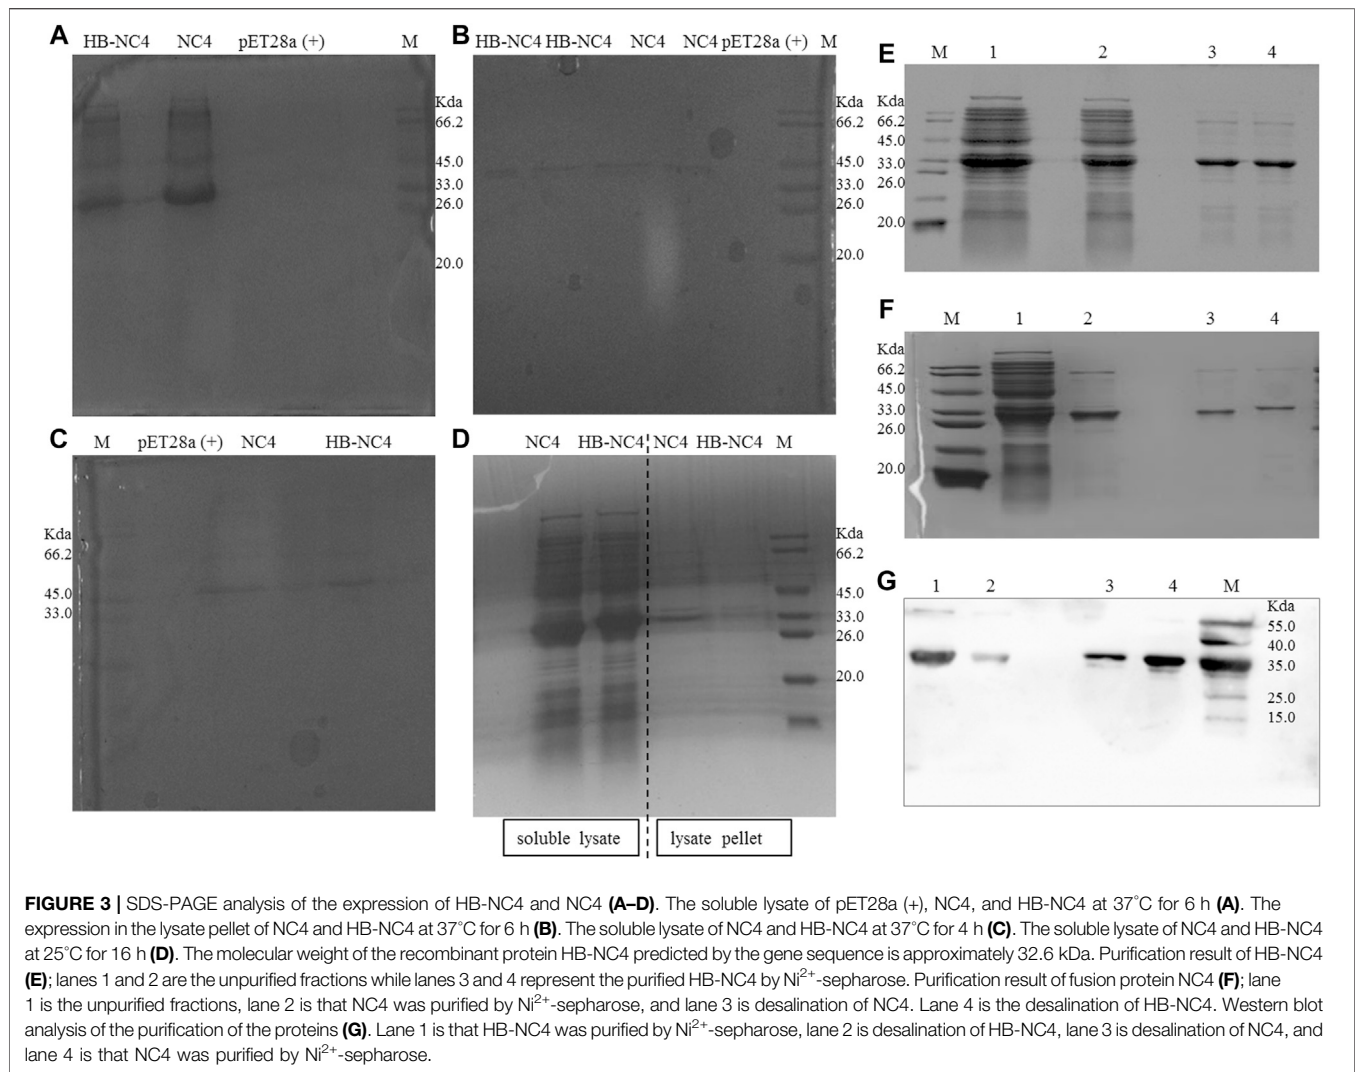 A
HB-NC4 NC4 pET28a (+) M
Kda
66.2
45.0
33.0
26.0
20.0
B
HB-NC4 HB-NC4 NC4 NC4 pET28a (+) M
Kda
66.2
45.0
33.0
26.0
20.0
C
M pET28a (+) NC4 HB-NC4
Kda
66.2
45.0
33.0
D
NC4 HB-NC4 NC4 HB-NC4 M
Kda
66.2
45.0
33.0
26.0
20.0
soluble lysate lysate pellet
E
M 1 2 3 4
Kda
66.2
45.0
33.0
26.0
20.0
F
M 1 2 3 4
Kda
66.2
45.0
33.0
26.0
20.0
G
1 2 3 4 M
Kda
55.0
40.0
35.0
25.0
15.0
FIGURE 3 | SDS-PAGE analysis of the expression of HB-NC4 and NC4 (A–D). The soluble lysate of pET28a (+), NC4, and HB-NC4 at 37°C for 6 h (A). The
expression in the lysate pellet of NC4 and HB-NC4 at 37°C for 6 h (B). The soluble lysate of NC4 and HB-NC4 at 37°C for 4 h (C). The soluble lysate of NC4 and HB-NC4
at 25°C for 16 h (D). The molecular weight of the recombinant protein HB-NC4 predicted by the gene sequence is approximately 32.6 kDa. Purification result of HB-NC4
(E); lanes 1 and 2 are the unpurified fractions while lanes 3 and 4 represent the purified HB-NC4 by Ni2+-sepharose. Purification result of fusion protein NC4 (F); lane
1 is the unpurified fractions, lane 2 is that NC4 was purified by Ni2+-sepharose, and lane 3 is desalination of NC4. Lane 4 is the desalination of HB-NC4. Western blot
analysis of the purification of the proteins (G). Lane 1 is that HB-NC4 was purified by Ni2+-sepharose, lane 2 is desalination of HB-NC4, lane 3 is desalination of NC4, and
lane 4 is that NC4 was purified by Ni2+-sepharose.